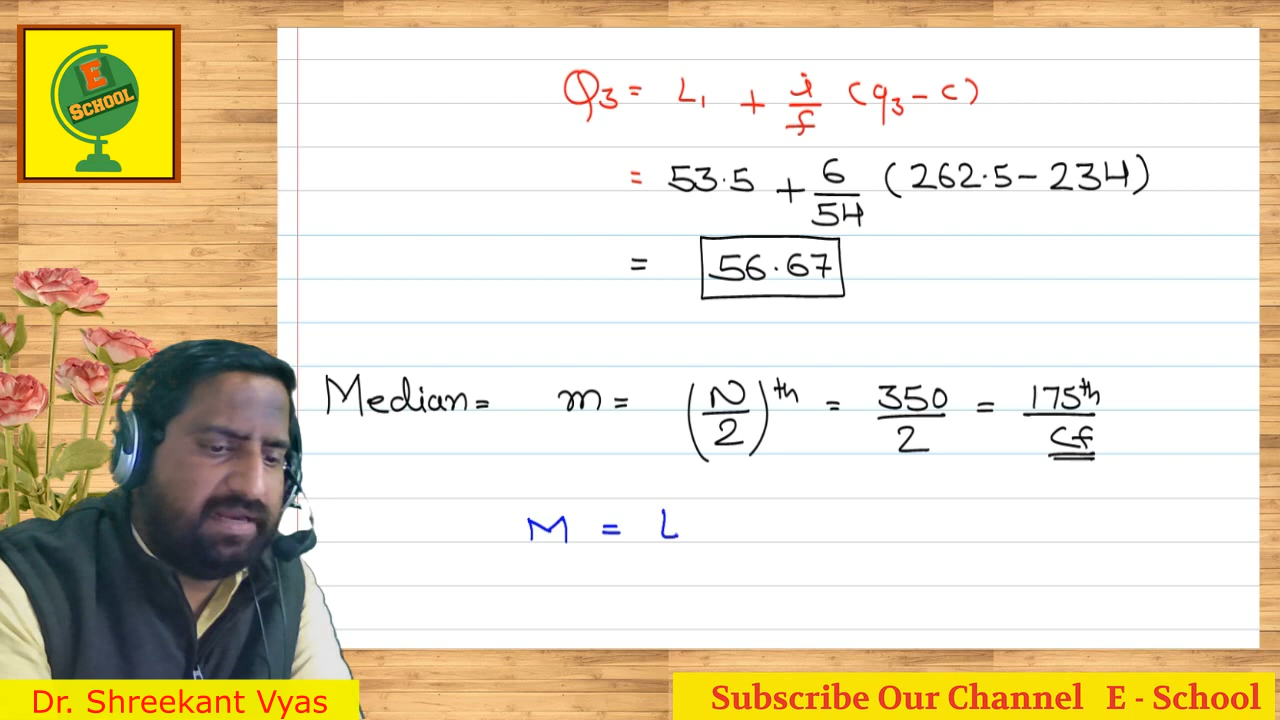 E
SCHOOL
Q3 = L1 + i/f (q3 - c)
= 53.5 + 6/54 (262.5 - 234)
= 56.67
Median = m = (N/2)th = 350/2 = 175th/cf
M = L
Dr. Shreekant Vyas
Subscribe Our Channel E - School